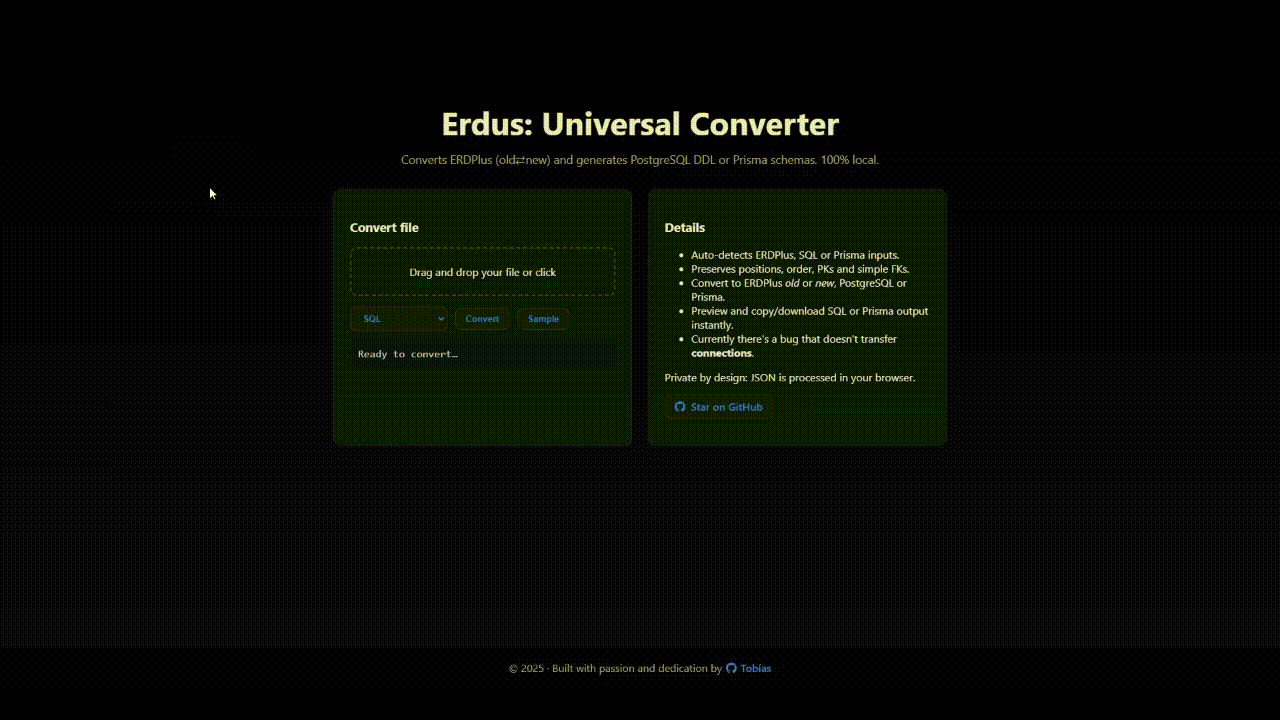 Erdus: Universal Converter
Converts ERDPlus (old⇄new) and generates PostgreSQL DDL or Prisma schemas. 100% local.
Convert file
Drag and drop your file or click
SQL
Convert
Sample
Ready to convert…
Details
• Auto-detects ERDPlus, SQL or Prisma inputs.
• Preserves positions, order, PKs and simple FKs.
• Convert to ERDPlus old or new, PostgreSQL or
Prisma.
• Preview and copy/download SQL or Prisma output
instantly.
• Currently there's a bug that doesn't transfer
connections.
Private by design: JSON is processed in your browser.
Star on GitHub
© 2025 · Built with passion and dedication by Tobías